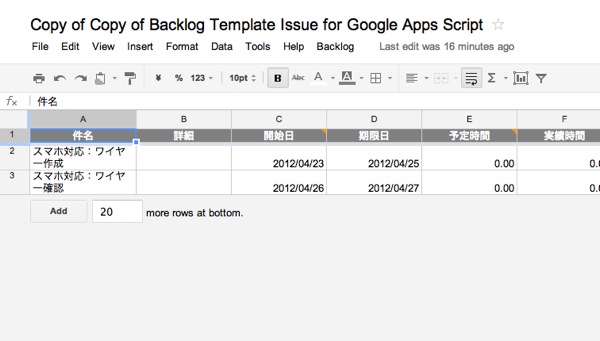 Copy of Copy of Backlog Template Issue for Google Apps Script
File Edit View Insert Format Data Tools Help Backlog Last edit was 16 minutes ago
¥ % 123 10pt B Abc A A Σ
fx 件名
A B C D E F
1 件名 詳細 開始日 期限日 予定時間 実績時間
2 スマホ対応：ワイヤ
ー作成 2012/04/23 2012/04/25 0.00 0.0
3 スマホ対応：ワイヤ
ー確認 2012/04/26 2012/04/27 0.00 0.0
Add 20 more rows at bottom.